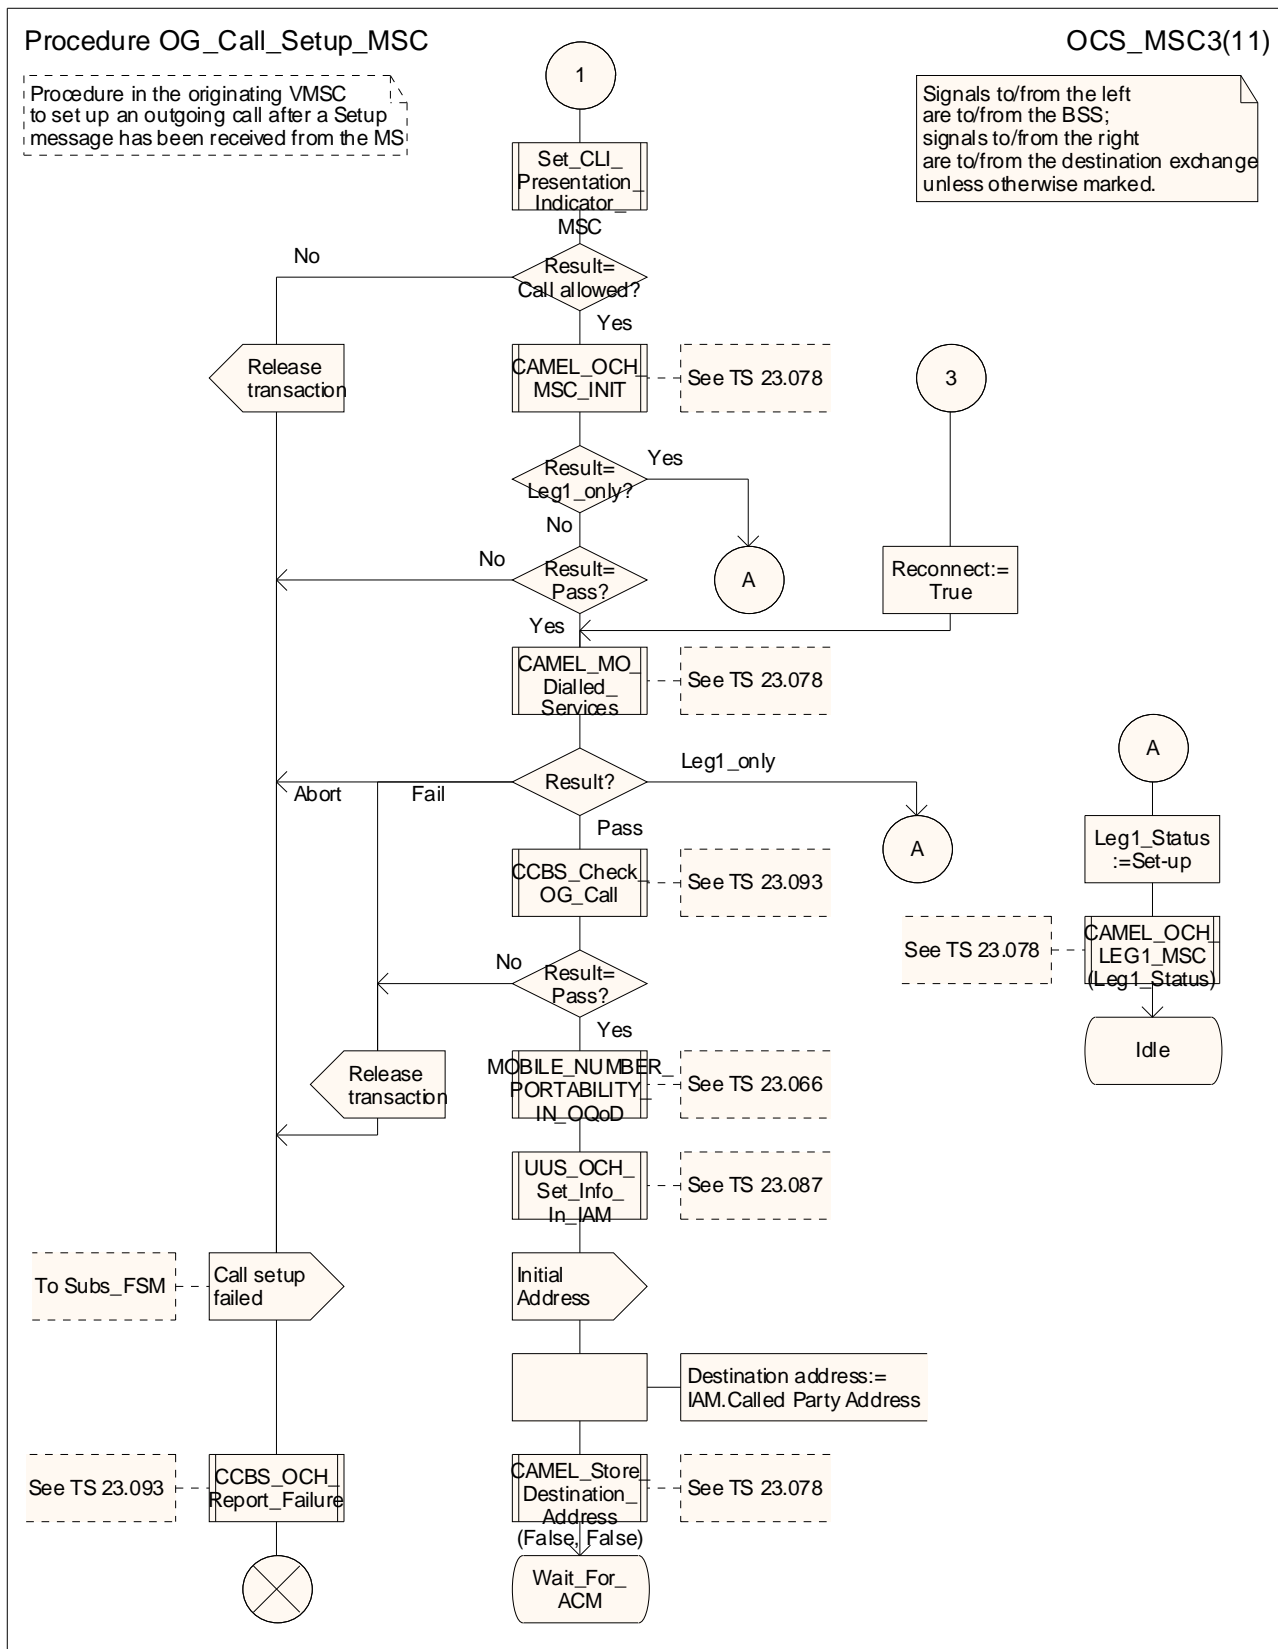 Procedure OG_Call_Setup_MSC
OCS_MSC3(11)
Procedure in the originating VMSC
to set up an outgoing call after a Setup
message has been received from the MS
1
Signals to/from the left
are to/from the BSS;
signals to/from the right
are to/from the destination exchange
unless otherwise marked.
Set_CLI_
Presentation_
Indicator_
MSC
No
Result=
Call allowed?
Yes
Release
transaction
CAMEL_OCH_
MSC_INIT
See TS 23.078
3
Result=
Leg1_only?
Yes
No
No
Result=
Pass?
A
Reconnect:=
True
Yes
CAMEL_MO_
Dialled_
Services
See TS 23.078
A
Abort
Fail
Result?
Leg1_only
Pass
A
Leg1_Status
:=Set-up
CCBS_Check_
OG_Call
See TS 23.093
See TS 23.078
CAMEL_OCH_
LEG1_MSC
(Leg1_Status)
No
Result=
Pass?
Yes
Idle
Release
transaction
MOBILE_NUMBER_
PORTABILITY_
IN_OQoD
See TS 23.066
UUS_OCH_
Set_Info_
In_IAM
See TS 23.087
To Subs_FSM
Call setup
failed
Initial
Address
Destination address:=
IAM.Called Party Address
See TS 23.093
CCBS_OCH_
Report_Failure
CAMEL_Store_
Destination_
Address
(False, False)
See TS 23.078
Wait_For_
ACM